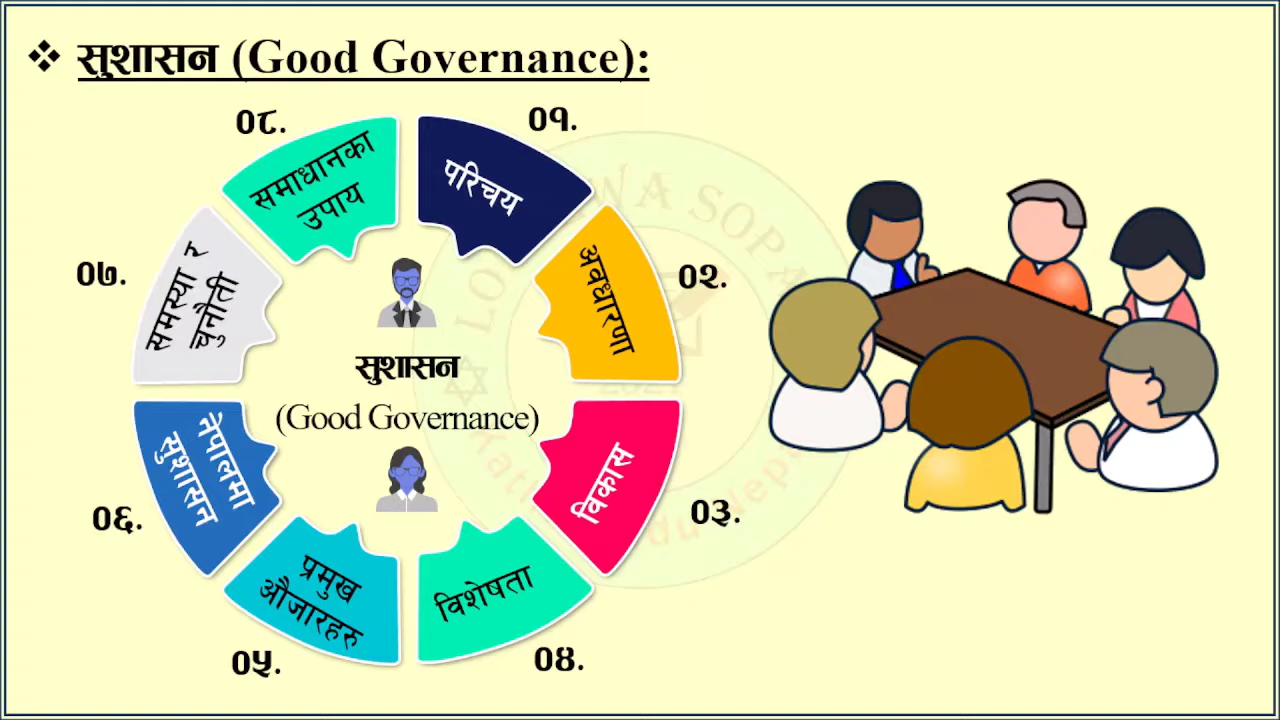 ❖ सुशासन (Good Governance):
०१.
परिचय
०२.
अवधारणा
०३.
विकास
०४.
विशेषता
०५.
प्रमुख
औजारहरु
०६.
नेपालमा
सुशासन
०७.
समस्या र
चुनौती
०८.
समाधानका
उपाय
सुशासन
(Good Governance)